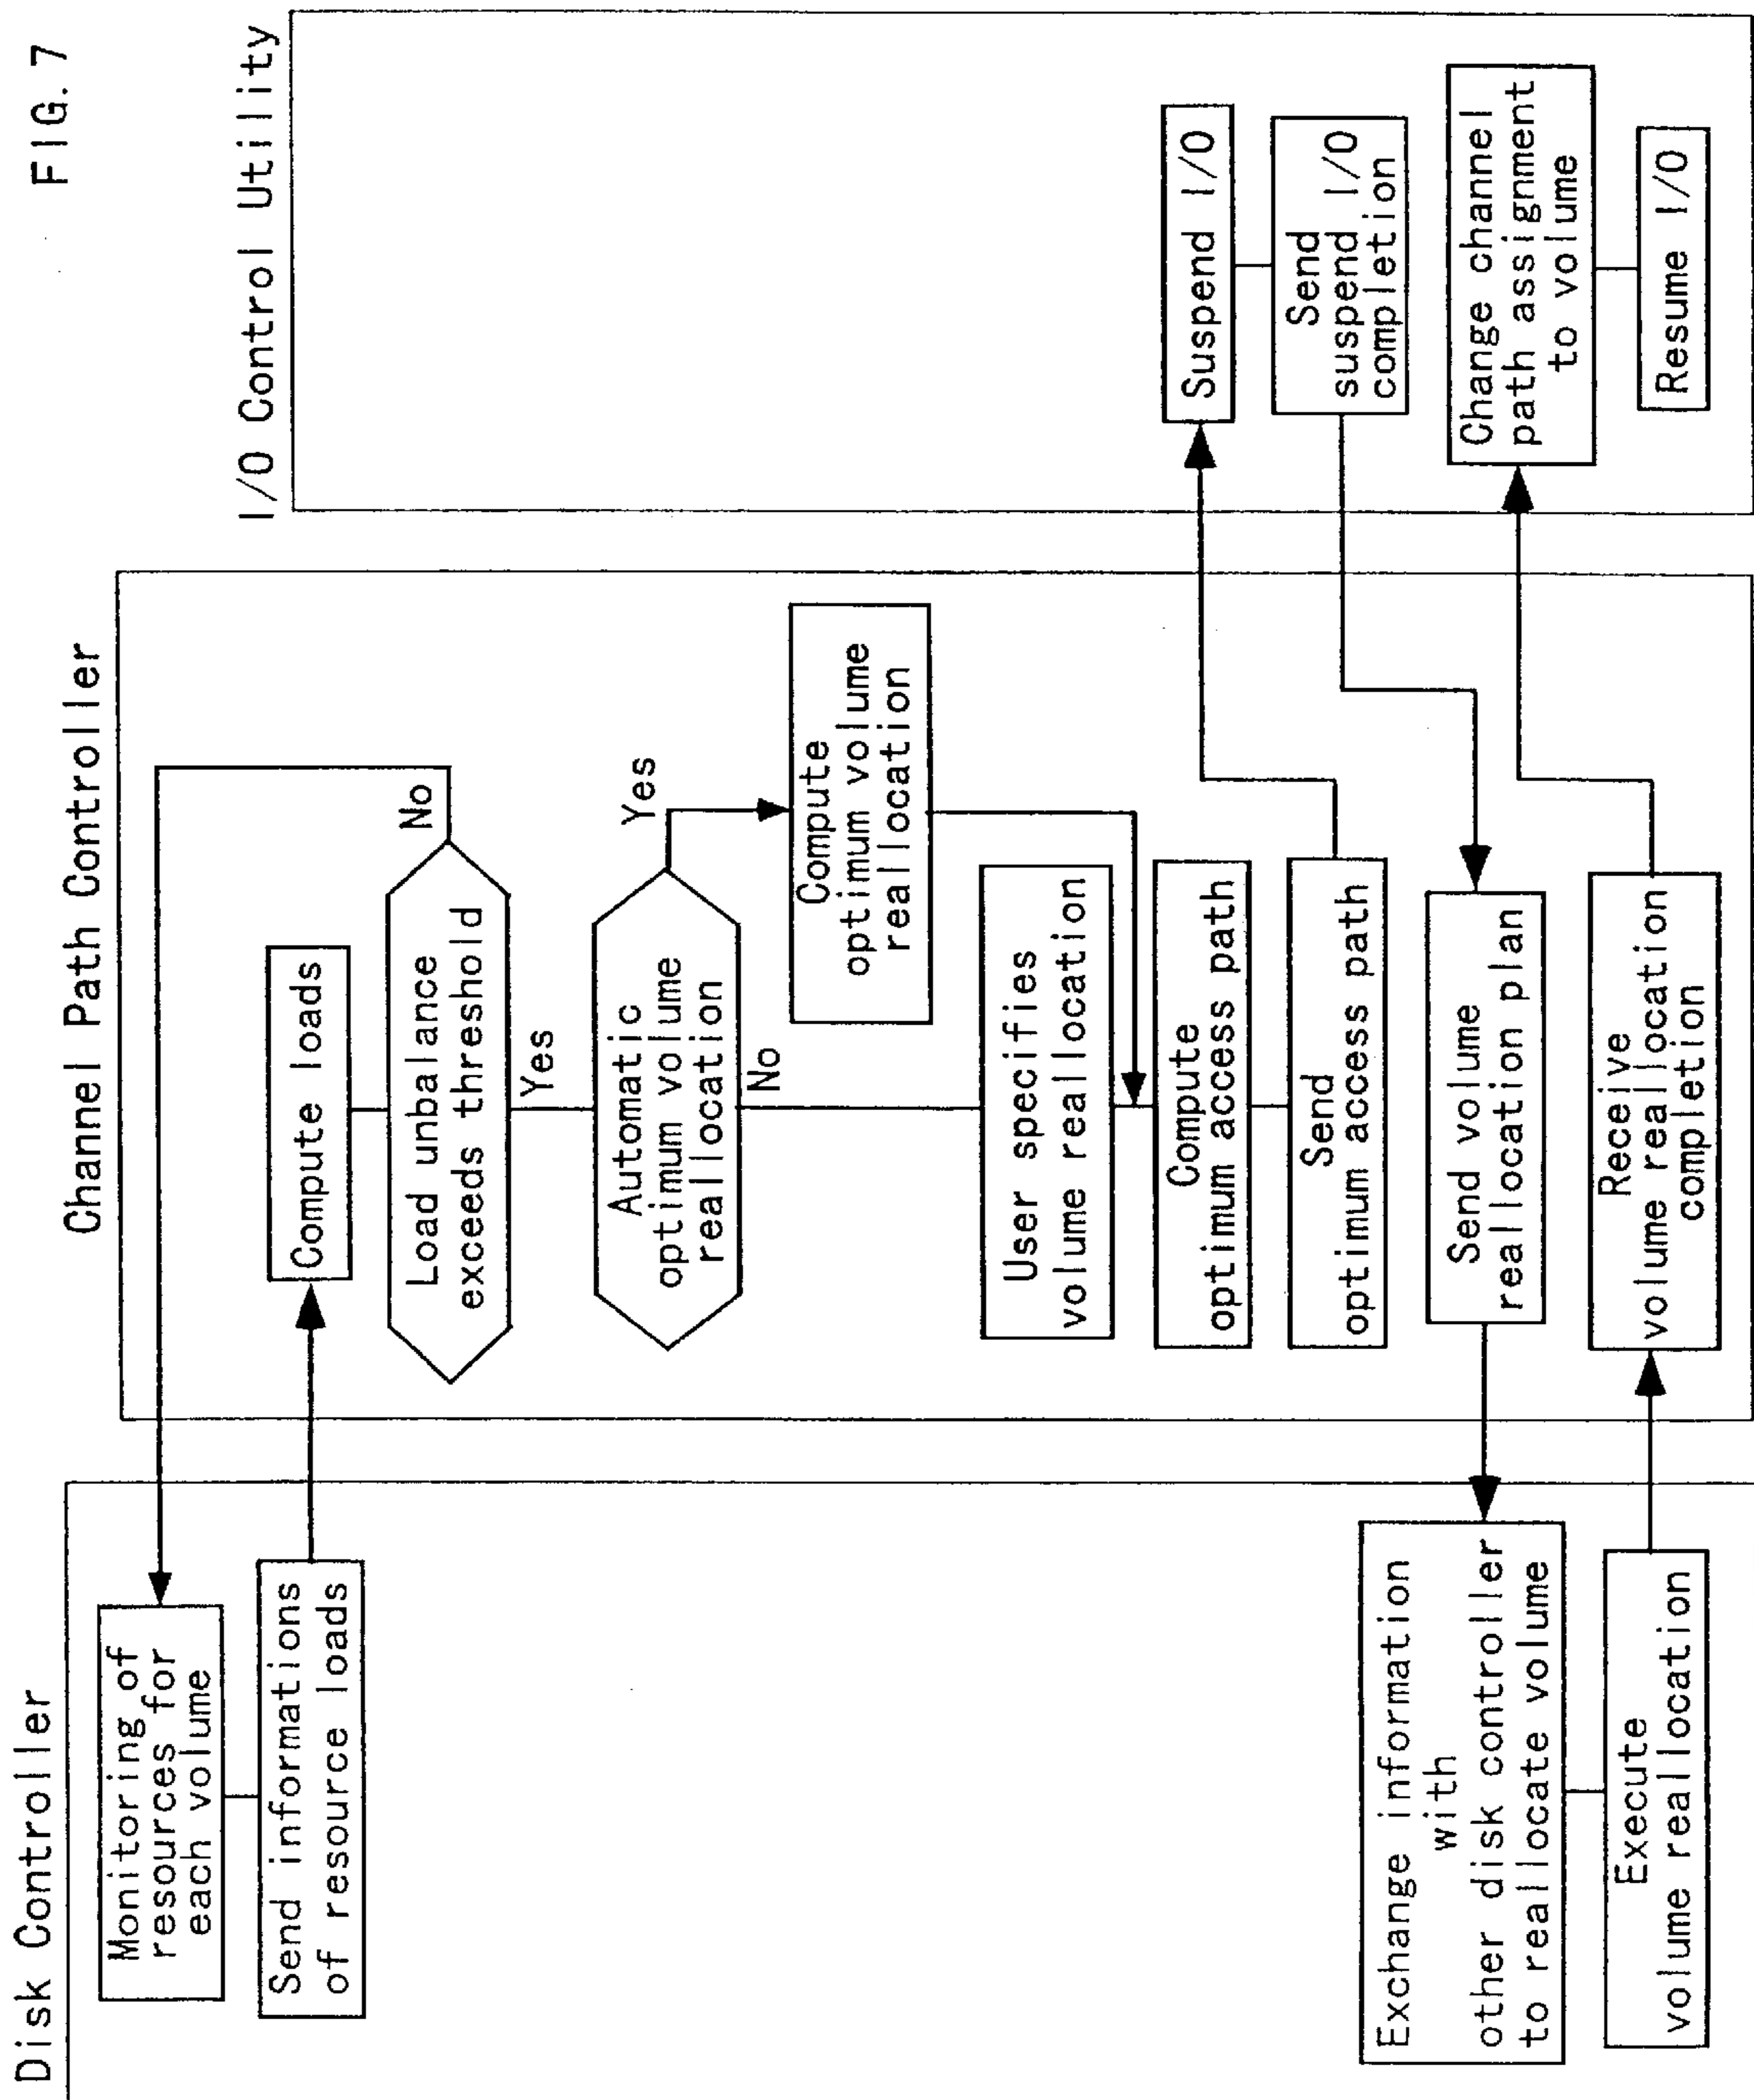 FIG. 7
Disk Controller
Monitoring of
resources for
each volume
Send informations
of resource loads
Exchange information
with
other disk controller
to reallocate volume
Execute
volume reallocation
Channel Path Controller
Compute loads
Load unbalance
exceeds threshold
No
Yes
Automatic
optimum volume
reallocation
Yes
No
Compute
optimum volume
reallocation
User specifies
volume reallocation
Compute
optimum access path
Send
optimum access path
Send volume
reallocation plan
Receive
volume reallocation
completion
I/O Control Utility
Suspend I/O
Send
suspend I/O
completion
Change channel
path assignment
to volume
Resume I/O